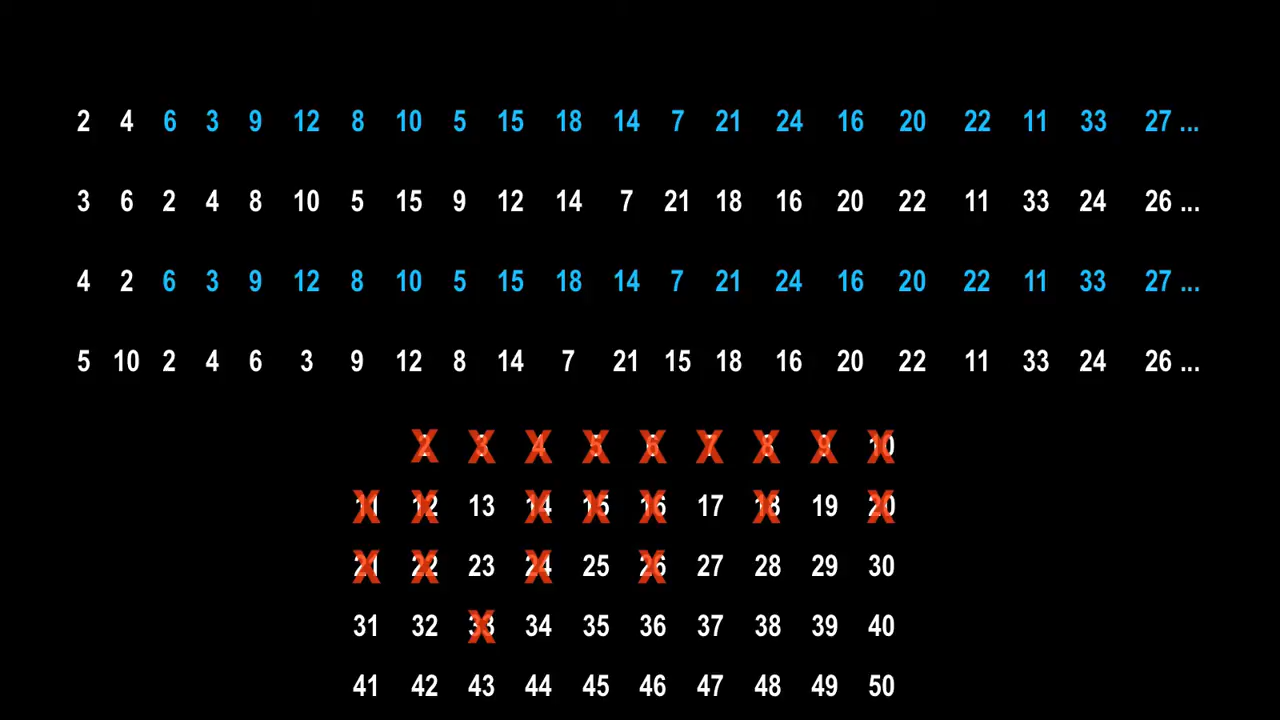 2 4 6 3 9 12 8 10 5 15 18 14 7 21 24 16 20 22 11 33 27 ...
3 6 2 4 8 10 5 15 9 12 14 7 21 18 16 20 22 11 33 24 26 ...
4 2 6 3 9 12 8 10 5 15 18 14 7 21 24 16 20 22 11 33 27 ...
5 10 2 4 6 3 9 12 8 14 7 21 15 18 16 20 22 11 33 24 26 ...
2 3 4 5 6 7 8 9 10
11 12 13 14 15 16 17 18 19 20
21 22 23 24 25 26 27 28 29 30
31 32 33 34 35 36 37 38 39 40
41 42 43 44 45 46 47 48 49 50